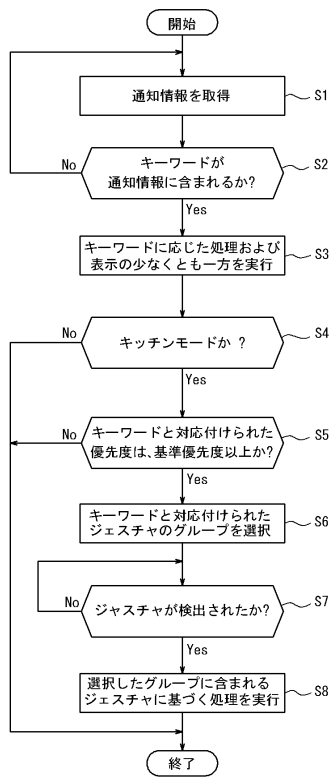 開始
通知情報を取得
S1
キーワードが
通知情報に含まれるか?
S2
No
Yes
キーワードに応じた処理および
表示の少なくとも一方を実行
S3
キッチンモードか ?
S4
No
Yes
キーワードと対応付けられた
優先度は、基準優先度以上か?
S5
No
Yes
キーワードと対応付けられた
ジェスチャのグループを選択
S6
ジャスチャが検出されたか?
S7
No
Yes
選択したグループに含まれる
ジェスチャに基づく処理を実行
S8
終了